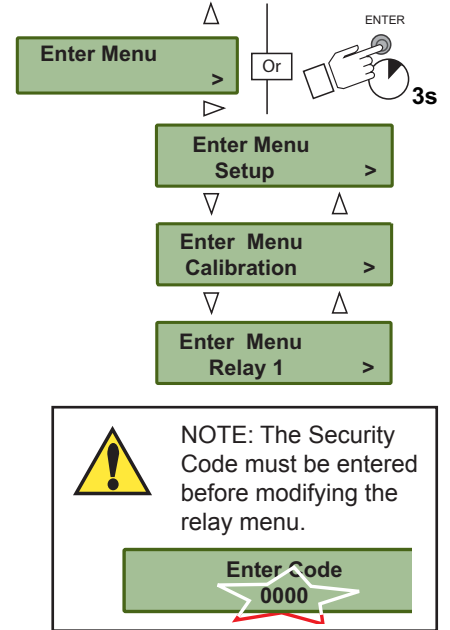 ENTER
Enter Menu
>
Or
3s
Enter Menu
Setup >
Enter Menu
Calibration >
Enter Menu
Relay 1 >
NOTE: The Security
Code must be entered
before modifying the
relay menu.
Enter Code
0000